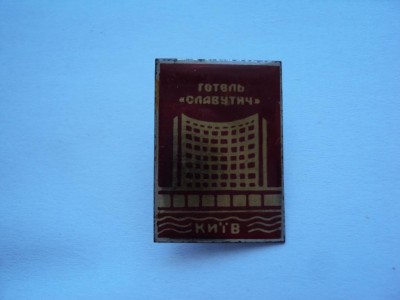 готель
«славутич»
київ